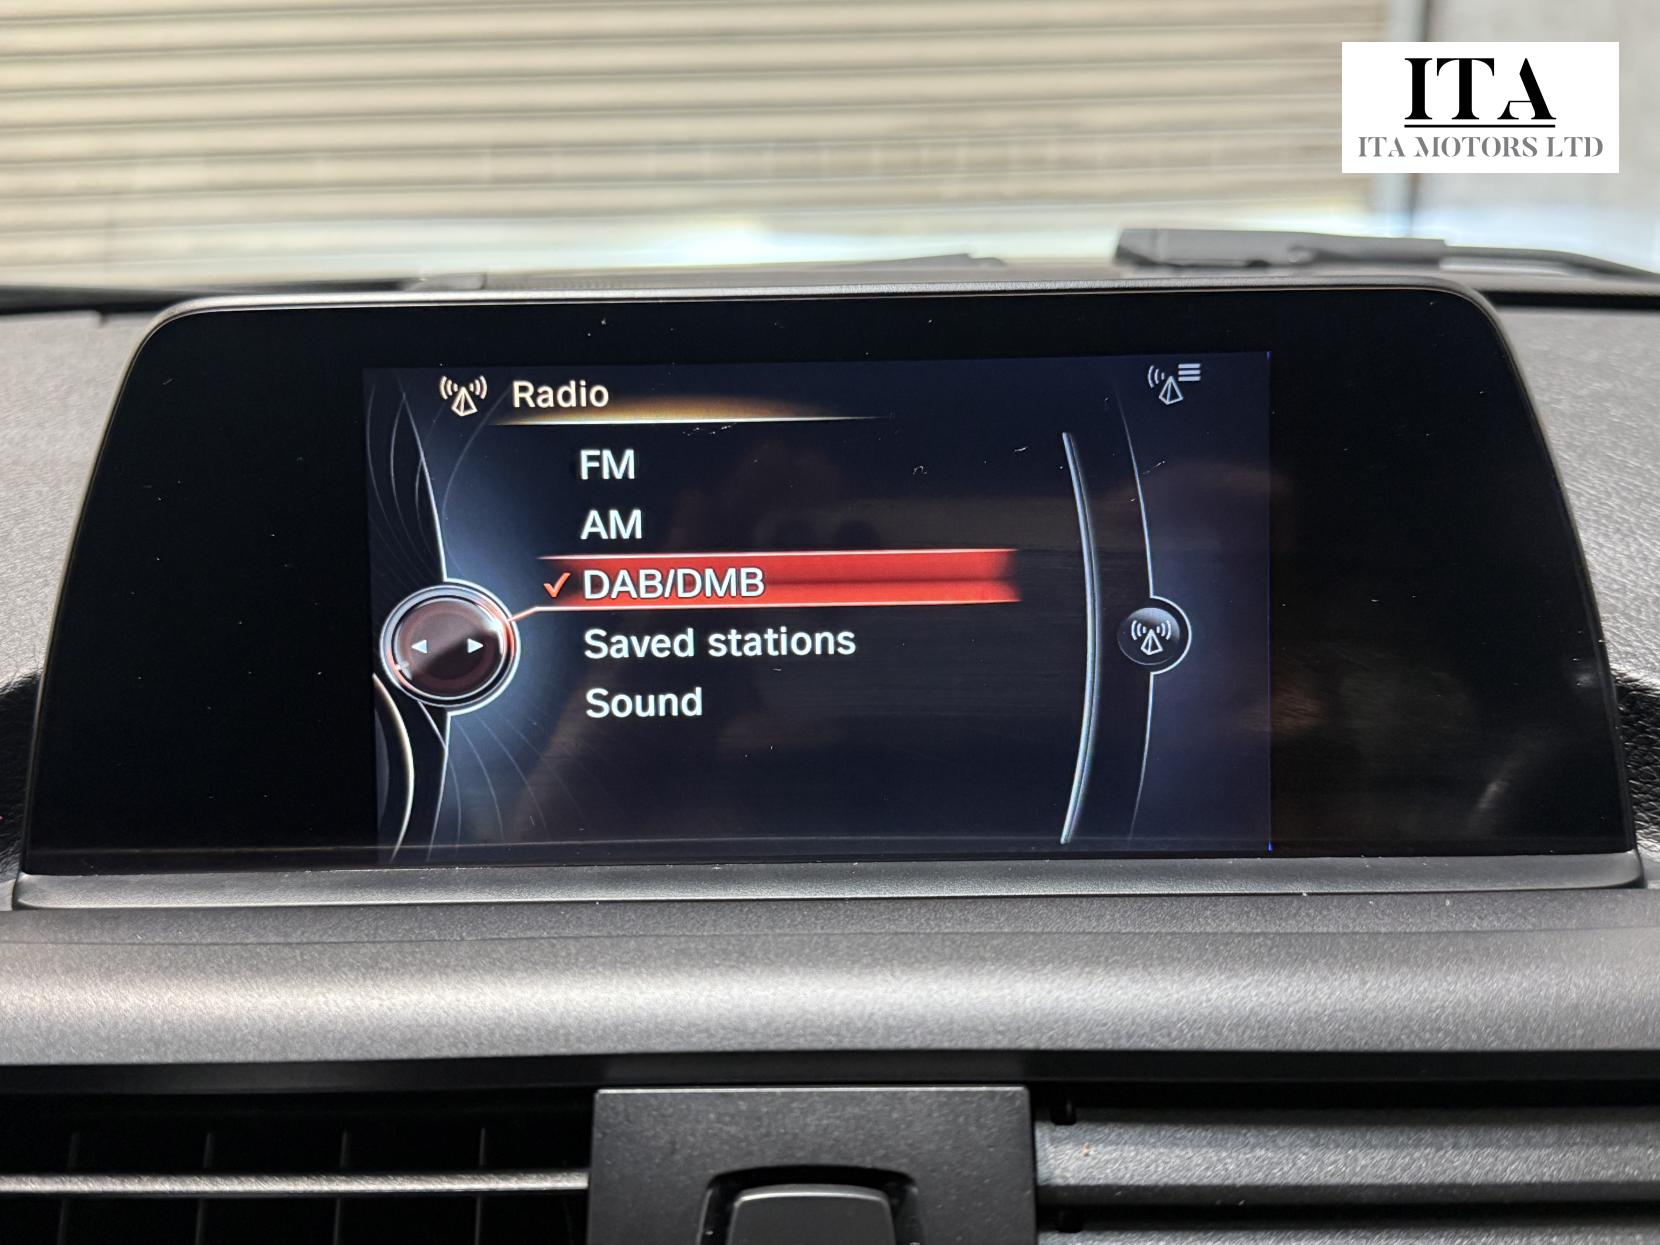 ITA
ITA MOTORS LTD
Radio
FM
AM
DAB/DMB
Saved stations
Sound